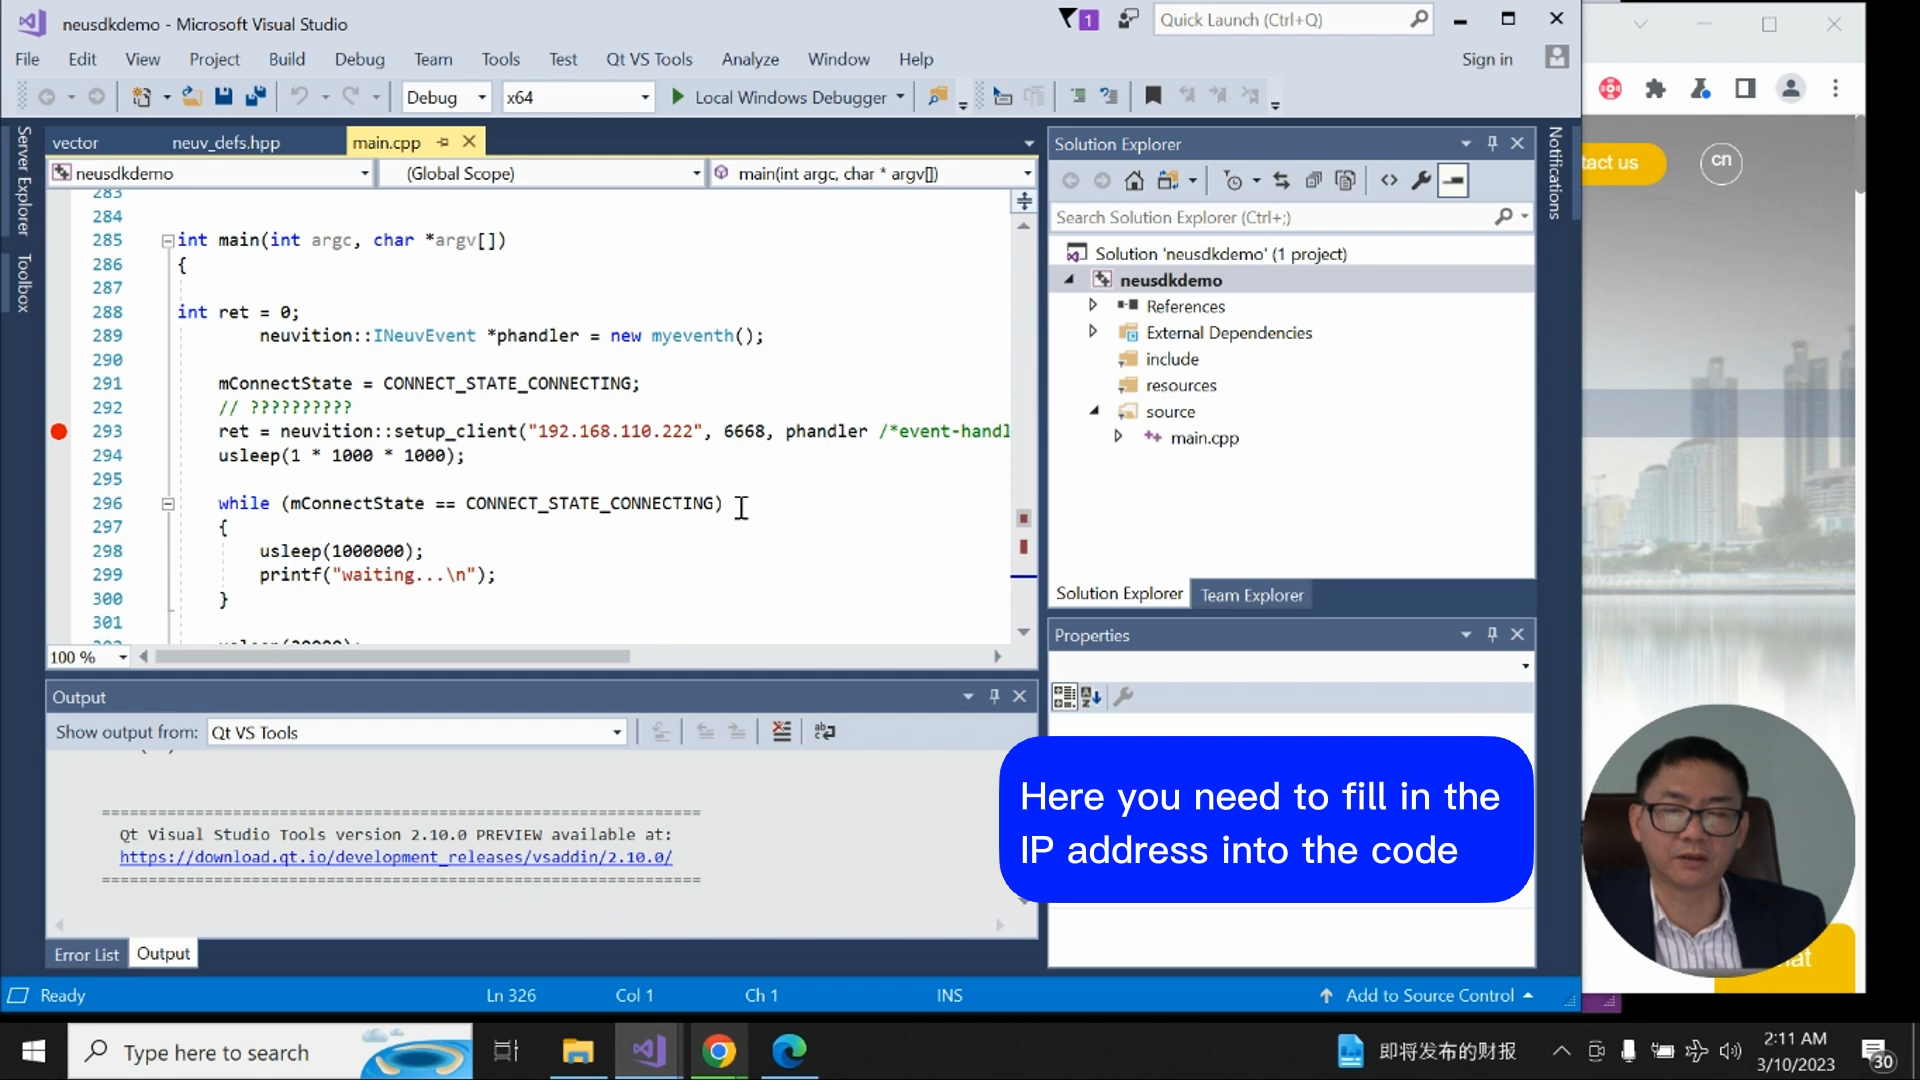 neusdkdemo - Microsoft Visual Studio
1
Quick Launch (Ctrl+Q)
File Edit View Project Build Debug Team Tools Test Qt VS Tools Analyze Window Help
Sign in
Debug x64 Local Windows Debugger
Server Explorer
Toolbox
vector neuv_defs.hpp main.cpp
neusdkdemo (Global Scope) main(int argc, char * argv[])
283
284
285 int main(int argc, char *argv[])
286 {
287
288 int ret = 0;
289 neuvition::INeuvEvent *phandler = new myeventh();
290
291 mConnectState = CONNECT_STATE_CONNECTING;
292 // ??????????
293 ret = neuvition::setup_client("192.168.110.222", 6668, phandler /*event-handl
294 usleep(1 * 1000 * 1000);
295
296 while (mConnectState == CONNECT_STATE_CONNECTING)
297 {
298 usleep(1000000);
299 printf("waiting...\n");
300 }
301
100 %
Solution Explorer
Search Solution Explorer (Ctrl+;)
Solution 'neusdkdemo' (1 project)
neusdkdemo
References
External Dependencies
include
resources
source
main.cpp
Solution Explorer Team Explorer
Properties
Notifications
tact us
cn
Output
Show output from: Qt VS Tools
==========================================================
Qt Visual Studio Tools version 2.10.0 PREVIEW available at:
https://download.qt.io/development_releases/vsaddin/2.10.0/
==========================================================
Error List Output
Here you need to fill in the
IP address into the code
Ready Ln 326 Col 1 Ch 1 INS Add to Source Control
Type here to search
即将发布的财报
2:11 AM
3/10/2023
30